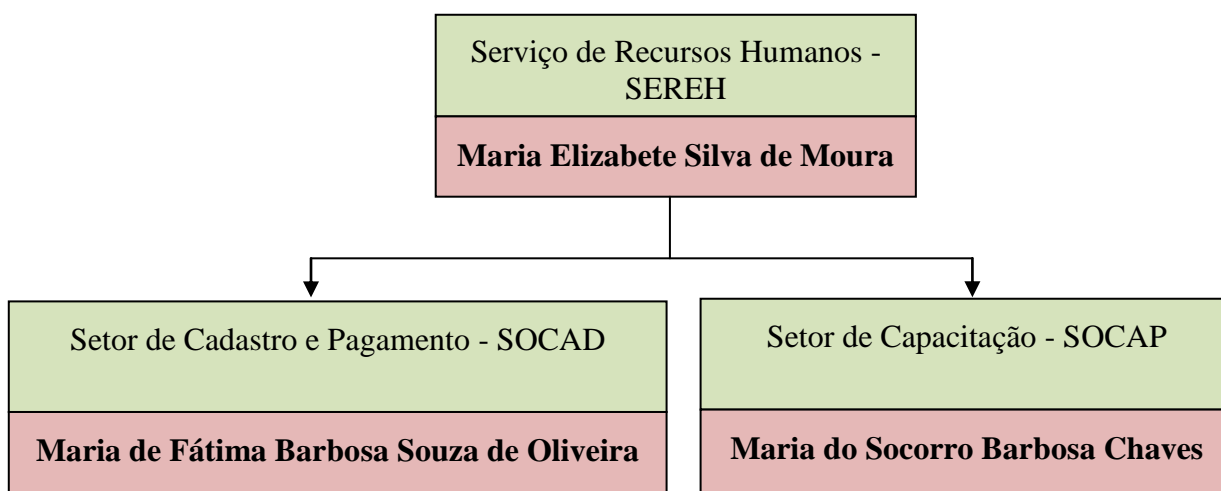 Serviço de Recursos Humanos -
SEREH
Maria Elizabete Silva de Moura
Setor de Cadastro e Pagamento - SOCAD
Maria de Fátima Barbosa Souza de Oliveira
Setor de Capacitação - SOCAP
Maria do Socorro Barbosa Chaves